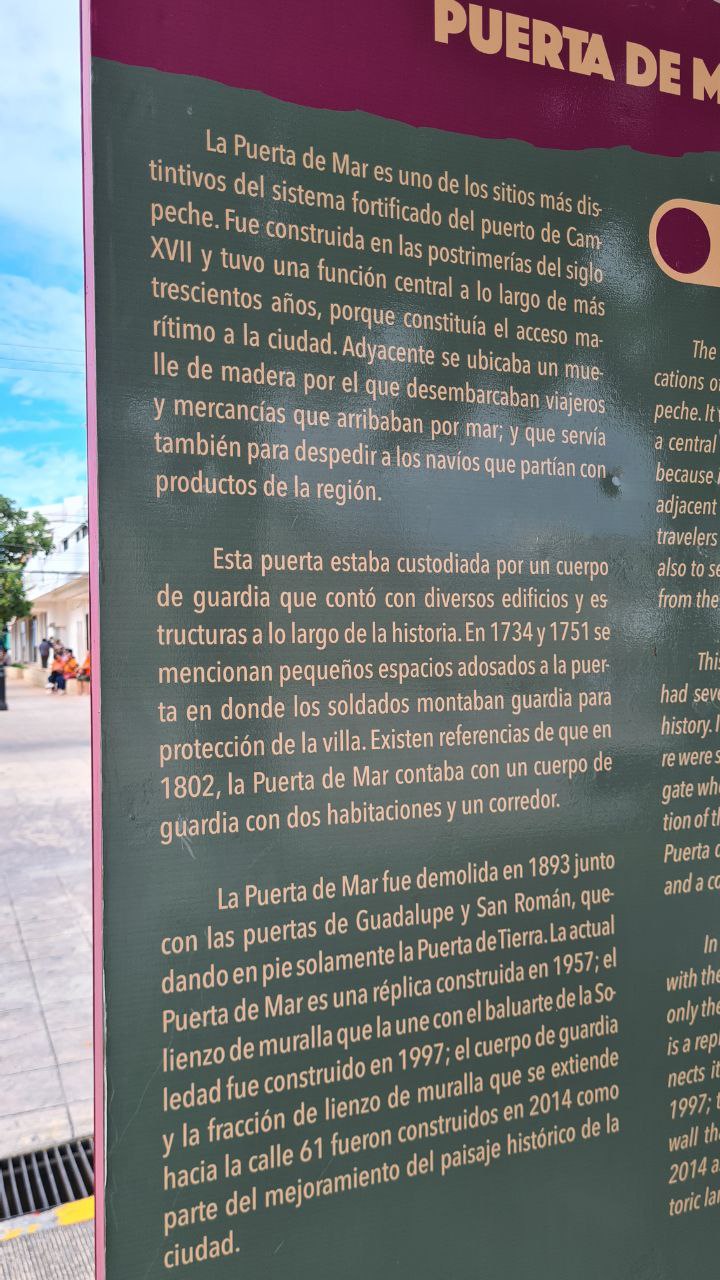 PUERTA DE M
La Puerta de Mar es uno de los sitios más dis-
tintivos del sistema fortificado del puerto de Cam-
peche. Fue construida en las postrimerías del siglo
XVII y tuvo una función central a lo largo de más
trescientos años, porque constituía el acceso ma-
rítimo a la ciudad. Adyacente se ubicaba un mue-
lle de madera por el que desembarcaban viajeros
y mercancías que arribaban por mar; y que servía
también para despedir a los navíos que partían con
productos de la región.
Esta puerta estaba custodiada por un cuerpo
de guardia que contó con diversos edificios y es-
tructuras a lo largo de la historia. En 1734 y 1751 se
mencionan pequeños espacios adosados a la puer-
ta en donde los soldados montaban guardia para
protección de la villa. Existen referencias de que en
1802, la Puerta de Mar contaba con un cuerpo de
guardia con dos habitaciones y un corredor.
La Puerta de Mar fue demolida en 1893 junto
con las puertas de Guadalupe y San Román, que-
dando en pie solamente la Puerta de Tierra. La actual
Puerta de Mar es una réplica construida en 1957; el
lienzo de muralla que la une con el baluarte de la So-
ledad fue construido en 1997; el cuerpo de guardia
y la fracción de lienzo de muralla que se extiende
hacia la calle 61 fueron construidos en 2014 como
parte del mejoramiento del paisaje histórico de la
ciudad.
The
cations of
peche. It
a central
because
adjacent
travelers
also to se
from the
This
had seve
history. I
re were s
gate whe
tion of th
Puerta d
and a co
In
with the
only the
is a rep
nects it
1997; t
wall th
2014 a
toric la